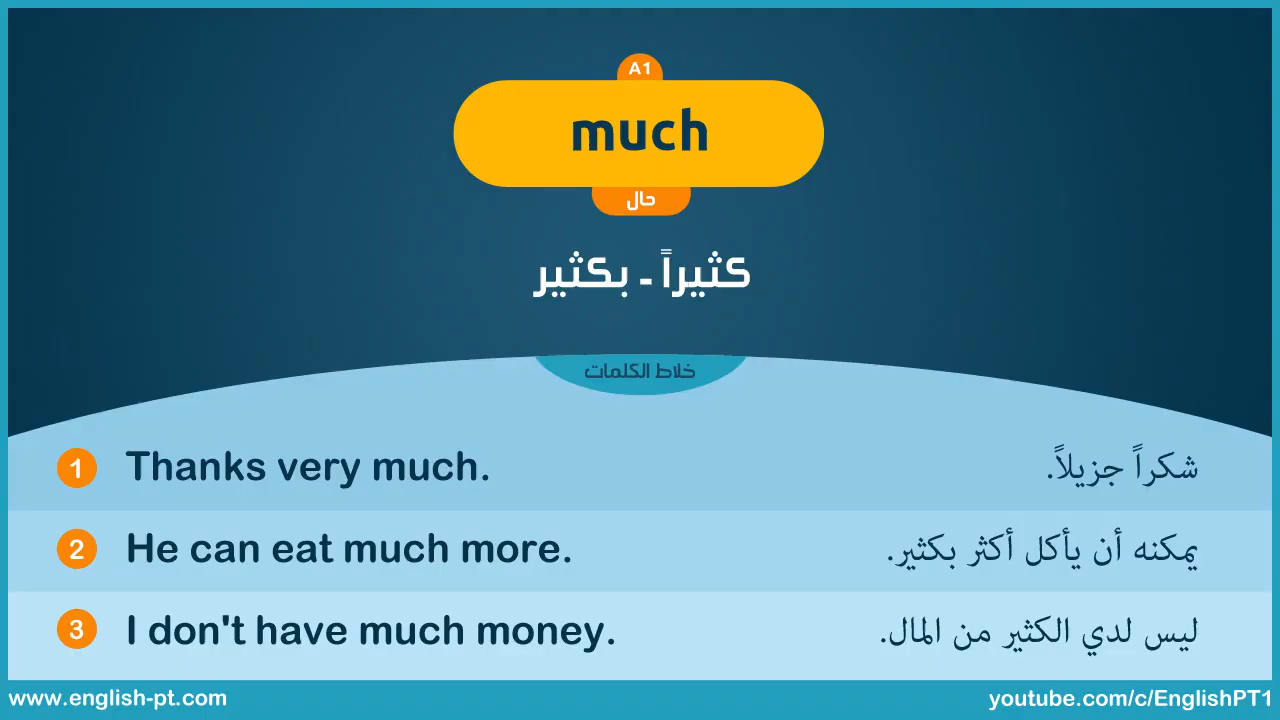 A1
much
حال
كثيراً - بكثير
خلاط الكلمات
1 Thanks very much. شكراً جزيلاً.
2 He can eat much more. يمكنه أن يأكل أكثر بكثير.
3 I don't have much money. ليس لدي الكثير من المال.
www.english-pt.com youtube.com/c/EnglishPT1